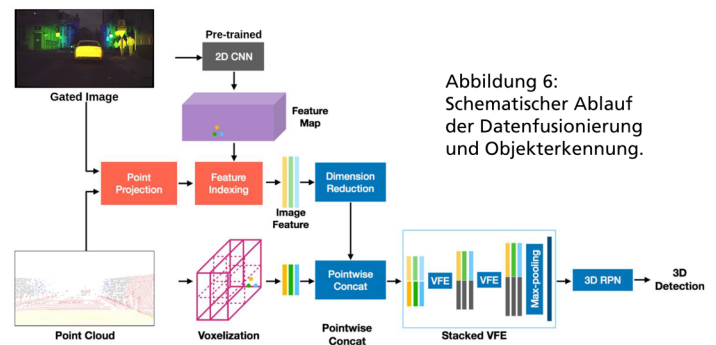 Pre-trained
2D CNN
Gated Image
Feature
Map
Abbildung 6:
Schematischer Ablauf
der Datenfusionierung
und Objekterkennung.
Point
Projection
Feature
Indexing
Image
Feature
Dimension
Reduction
Point Cloud
Voxelization
Pointwise
Concat
Pointwise
Concat
VFE
VFE
Max-pooling
Stacked VFE
3D RPN
3D
Detection